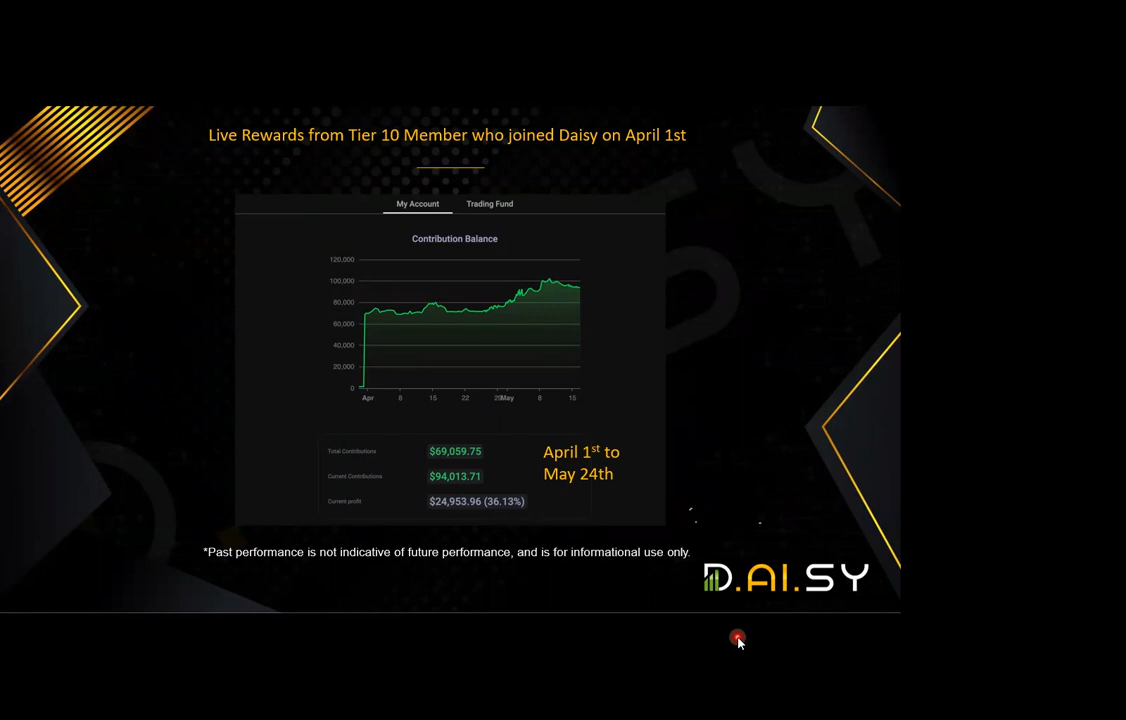 Live Rewards from Tier 10 Member who joined Daisy on April 1st
My Account Trading Fund
Contribution Balance
120,000
100,000
80,000
60,000
40,000
20,000
0
Apr 8 15 22 29 May 8 15
Total Contributions $69,059.75
Current Contributions $94,013.71
Current profit $24,953.96 (36.13%)
April 1st to
May 24th
*Past performance is not indicative of future performance, and is for informational use only.
D.AI.SY